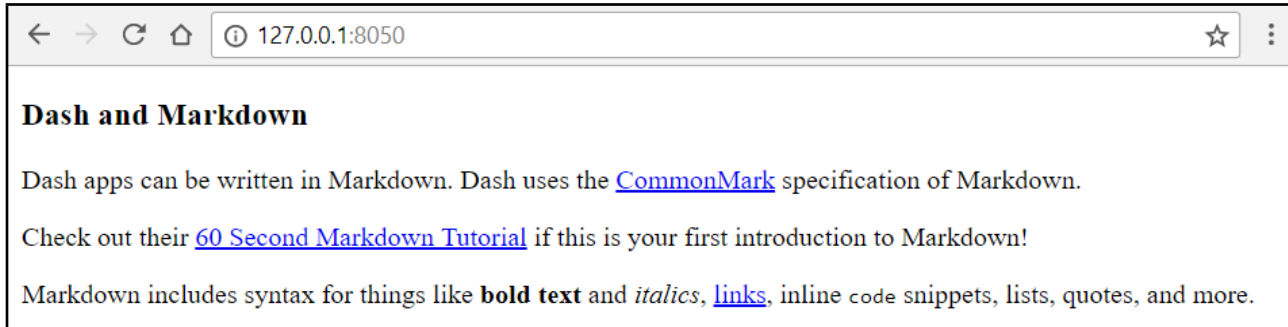 127.0.0.1:8050
Dash and Markdown
Dash apps can be written in Markdown. Dash uses the CommonMark specification of Markdown.
Check out their 60 Second Markdown Tutorial if this is your first introduction to Markdown!
Markdown includes syntax for things like bold text and italics, links, inline code snippets, lists, quotes, and more.